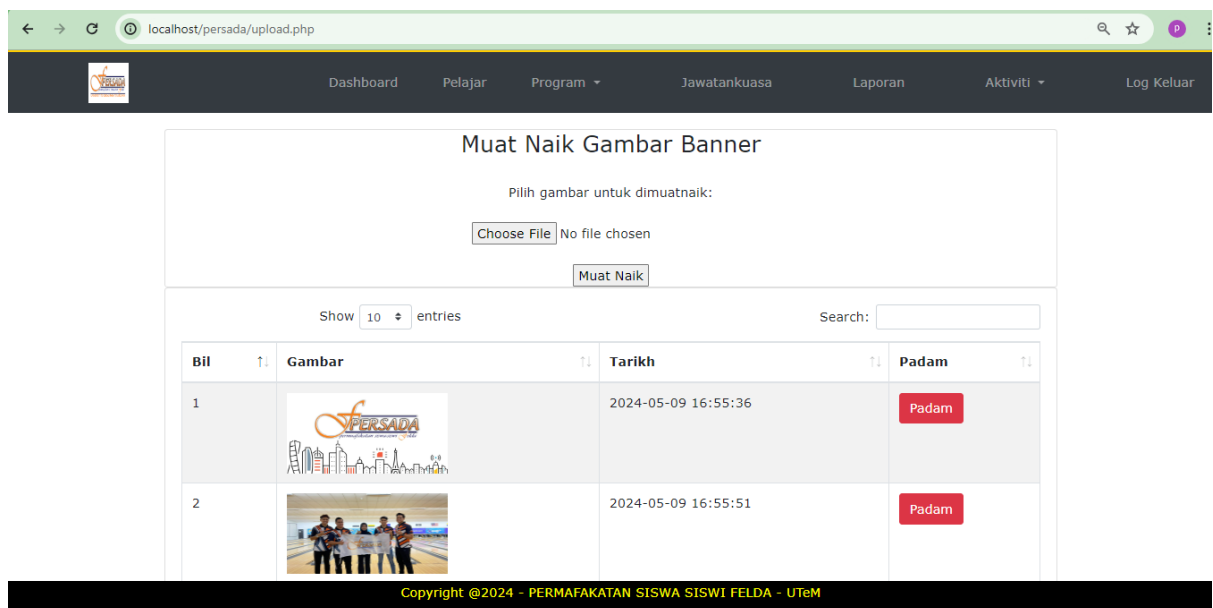 localhost/persada/upload.php
P
PERSADA
Dashboard Pelajar Program Jawatankuasa Laporan Aktiviti Log Keluar
Muat Naik Gambar Banner
Pilih gambar untuk dimuatnaik:
Choose File No file chosen
Muat Naik
Show 10 entries Search:
Bil Gambar Tarikh Padam
1 2024-05-09 16:55:36 Padam
PERSADA
2 2024-05-09 16:55:51 Padam
Copyright @2024 - PERMAFAKATAN SISWA SISWI FELDA - UTeM